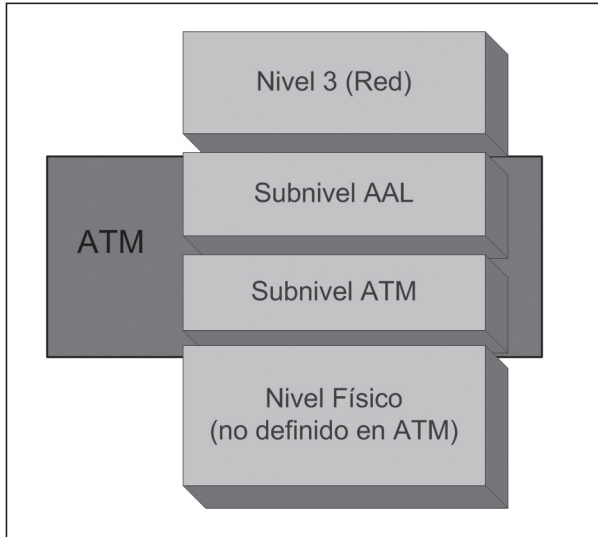 Nivel 3 (Red)
Subnivel AAL
ATM
Subnivel ATM
Nivel Físico
(no definido en ATM)